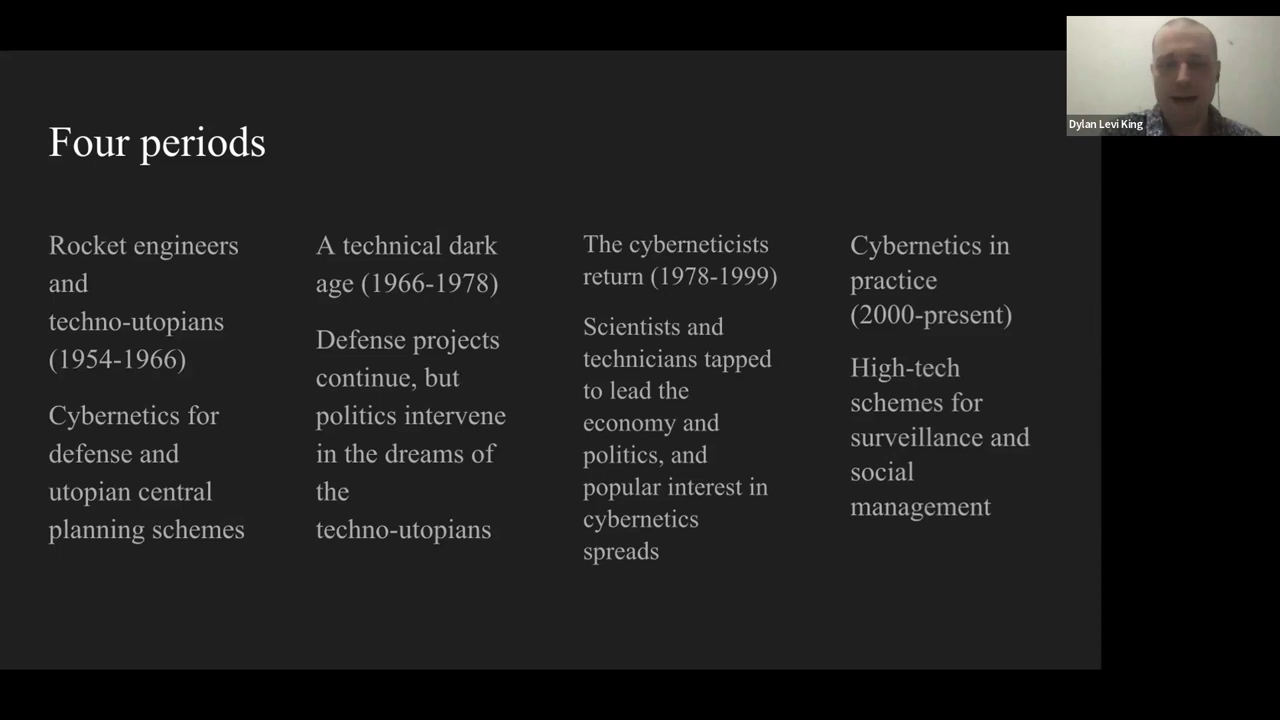 Four periods
Rocket engineers
and
techno-utopians
(1954-1966)
Cybernetics for
defense and
utopian central
planning schemes
A technical dark
age (1966-1978)
Defense projects
continue, but
politics intervene
in the dreams of
the
techno-utopians
The cyberneticists
return (1978-1999)
Scientists and
technicians tapped
to lead the
economy and
politics, and
popular interest in
cybernetics
spreads
Cybernetics in
practice
(2000-present)
High-tech
schemes for
surveillance and
social
management
Dylan Levi King